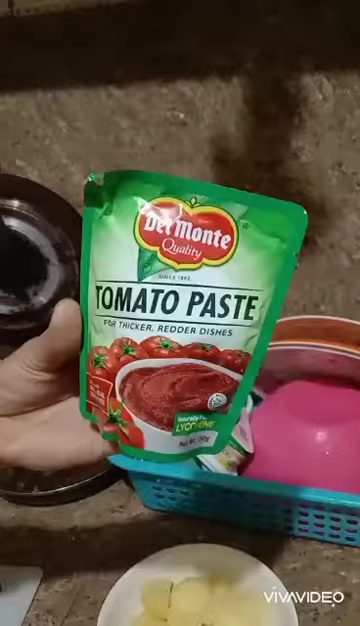 Del Monte
Quality
SINCE 1892
TOMATO PASTE
FOR THICKER, REDDER DISHES
LYCOPENE
VIVAVIDEO